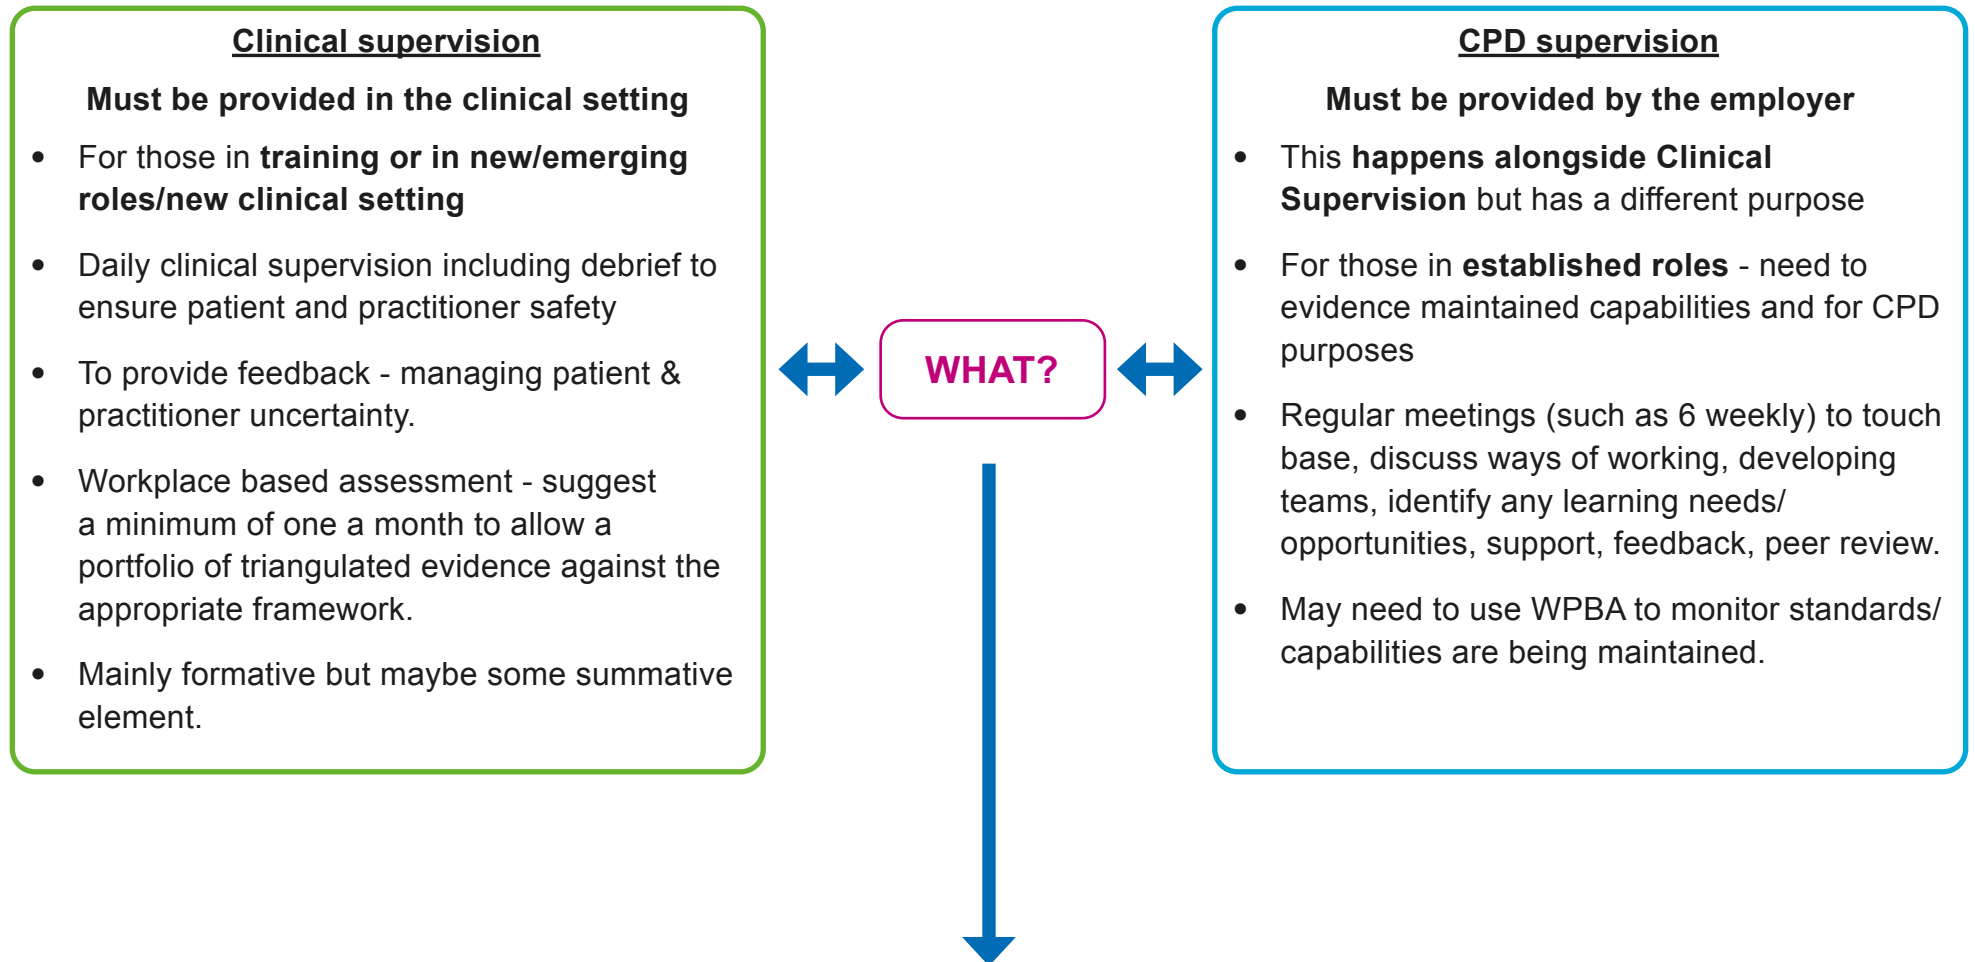 Clinical supervision
Must be provided in the clinical setting
• For those in training or in new/emerging
roles/new clinical setting
• Daily clinical supervision including debrief to
ensure patient and practitioner safety
• To provide feedback - managing patient &
practitioner uncertainty.
• Workplace based assessment - suggest
a minimum of one a month to allow a
portfolio of triangulated evidence against the
appropriate framework.
• Mainly formative but maybe some summative
element.
WHAT?
CPD supervision
Must be provided by the employer
• This happens alongside Clinical
Supervision but has a different purpose
• For those in established roles - need to
evidence maintained capabilities and for CPD
purposes
• Regular meetings (such as 6 weekly) to touch
base, discuss ways of working, developing
teams, identify any learning needs/
opportunities, support, feedback, peer review.
• May need to use WPBA to monitor standards/
capabilities are being maintained.